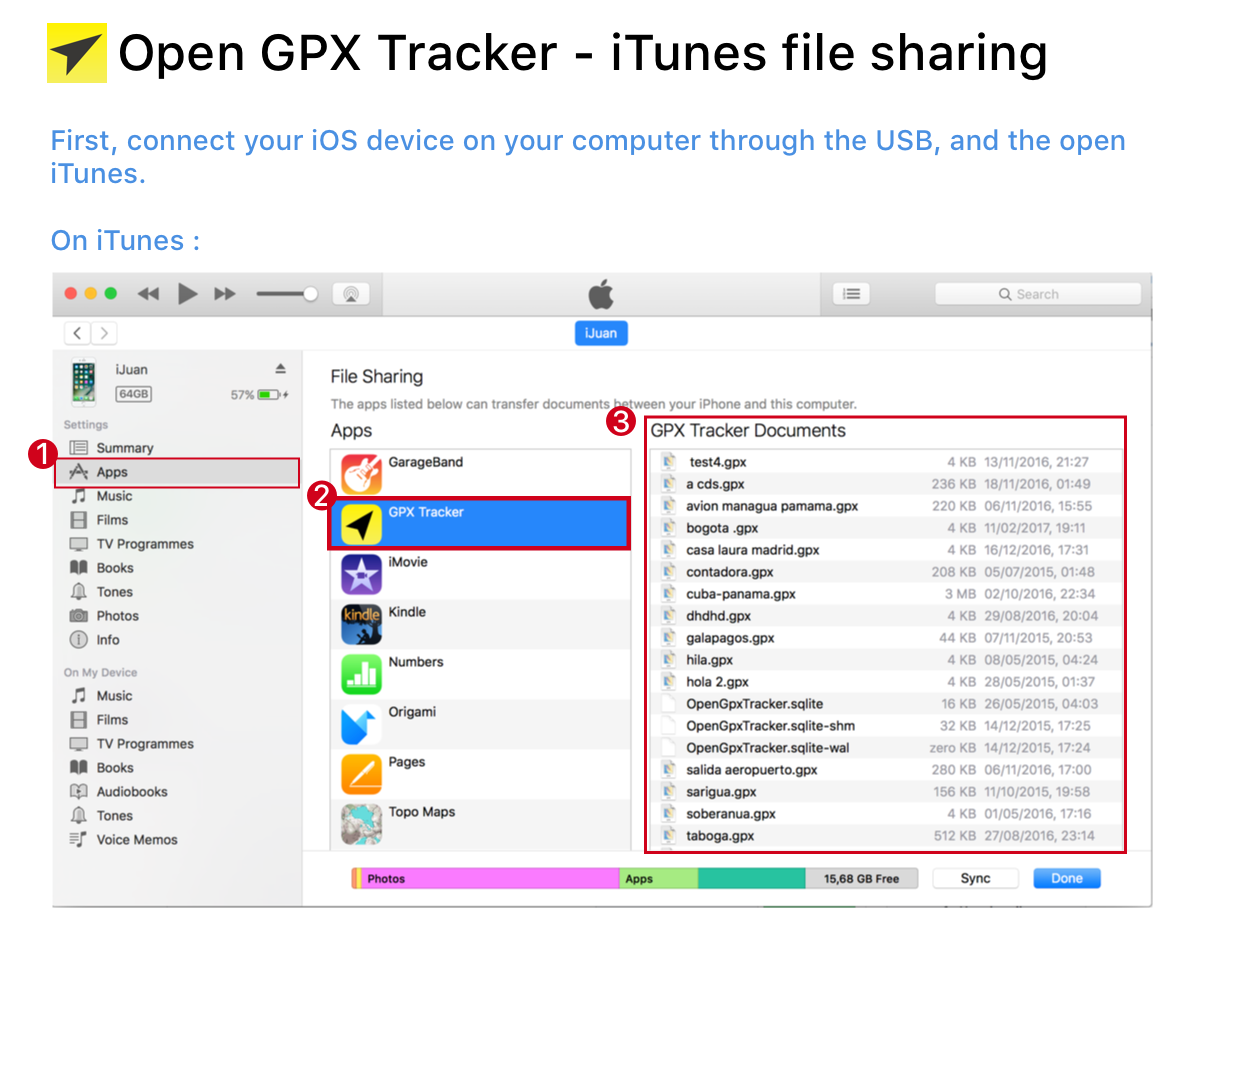 Open GPX Tracker - iTunes file sharing
First, connect your iOS device on your computer through the USB, and the open
iTunes.
On iTunes :
Search
iJuan
iJuan
64GB
57%
Settings
1
Summary
Apps
Music
Films
TV Programmes
Books
Tones
Photos
Info
On My Device
Music
Films
TV Programmes
Books
Audiobooks
Tones
Voice Memos
File Sharing
The apps listed below can transfer documents between your iPhone and this computer.
Apps
GarageBand
2
GPX Tracker
iMovie
kindle
Kindle
Numbers
Origami
Pages
Topo Maps
3
GPX Tracker Documents
test4.gpx 4 KB 13/11/2016, 21:27
a cds.gpx 236 KB 18/11/2016, 01:49
avion managua pamama.gpx 220 KB 06/11/2016, 15:55
bogota .gpx 4 KB 11/02/2017, 19:11
casa laura madrid.gpx 4 KB 16/12/2016, 17:31
contadora.gpx 208 KB 05/07/2015, 01:48
cuba-panama.gpx 3 MB 02/10/2016, 22:34
dhdhd.gpx 4 KB 29/08/2016, 20:04
galapagos.gpx 44 KB 07/11/2015, 20:53
hila.gpx 4 KB 08/05/2015, 04:24
hola 2.gpx 4 KB 28/05/2015, 01:37
OpenGpxTracker.sqlite 16 KB 26/05/2015, 04:03
OpenGpxTracker.sqlite-shm 32 KB 14/12/2015, 17:25
OpenGpxTracker.sqlite-wal zero KB 14/12/2015, 17:24
salida aeropuerto.gpx 280 KB 06/11/2016, 17:00
sarigua.gpx 156 KB 11/10/2015, 19:58
soberanua.gpx 4 KB 01/05/2016, 17:16
taboga.gpx 512 KB 27/08/2016, 23:14
Photos
Apps
15,68 GB Free
Sync
Done